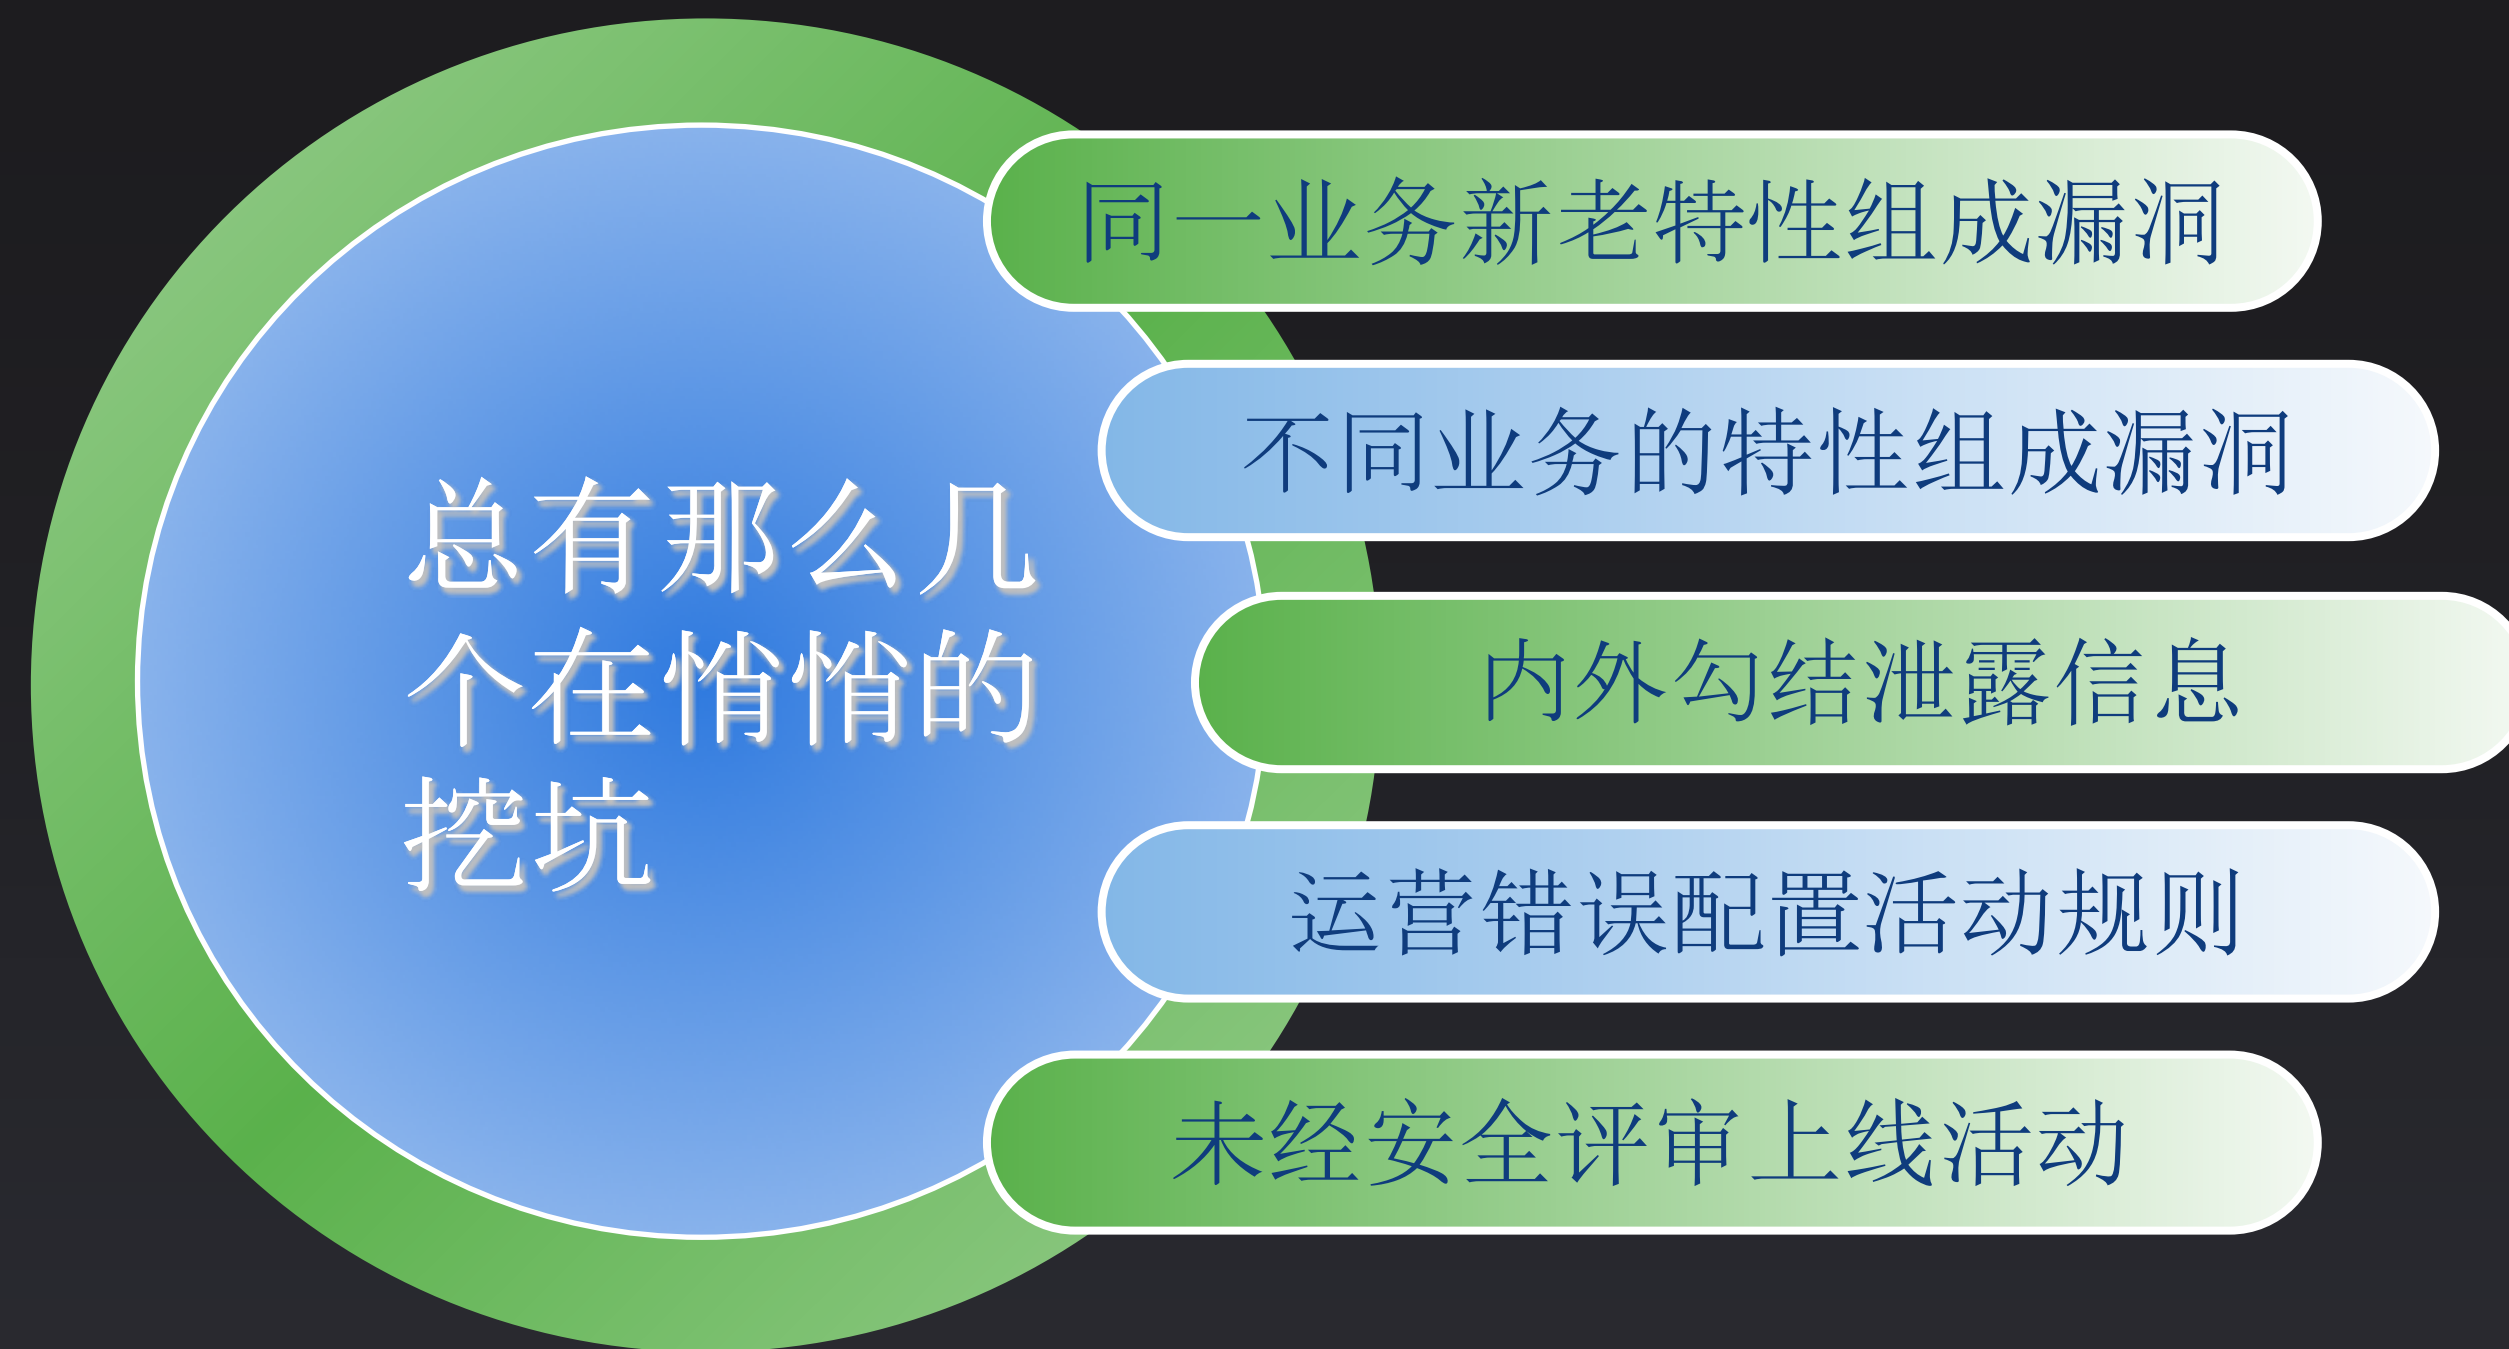 总有那么几
个在悄悄的
挖坑
同一业务新老特性组成漏洞
不同业务的特性组成漏洞
内外勾结泄露信息
运营错误配置活动规则
未经安全评审上线活动